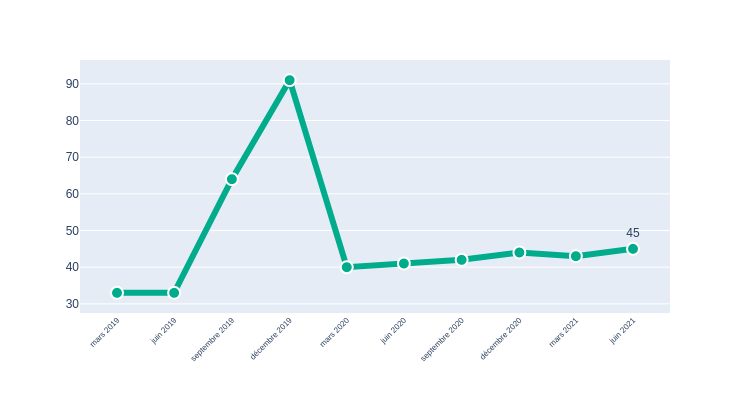 90
80
70
60
50
40
30
45
mars 2019
juin 2019
septembre 2019
décembre 2019
mars 2020
juin 2020
septembre 2020
décembre 2020
mars 2021
juin 2021